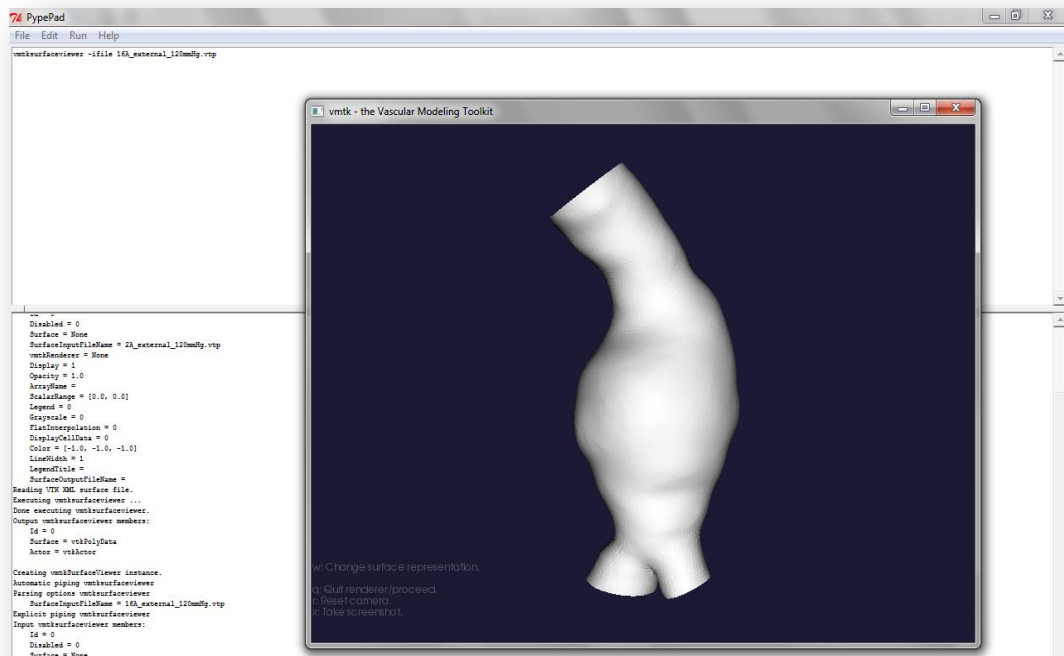 PypePad
File Edit Run Help
vmtksurfaceviewer -ifile 16A_external_120mmHg.vtp
vmtk - the Vascular Modeling Toolkit
w: Change surface representation.
q: Quit renderer/proceed.
r: Reset camera.
x: Take screenshot.
Id = 0
Disabled = 0
Surface = None
SurfaceInputFileName = 2A_external_120mmHg.vtp
vmtkRenderer = None
Display = 1
Opacity = 1.0
ArrayName =
ScalarRange = [0.0, 0.0]
Legend = 0
Grayscale = 0
FlatInterpolation = 0
DisplayCellData = 0
Color = [-1.0, -1.0, -1.0]
LineWidth = 1
LegendTitle =
SurfaceOutputFileName =
Reading VTK XML surface file.
Executing vmtksurfaceviewer ...
Done executing vmtksurfaceviewer.
Output vmtksurfaceviewer members:
Id = 0
Surface = vtkPolyData
Actor = vtkActor
Creating vmtkSurfaceViewer instance.
Automatic piping vmtksurfaceviewer
Parsing options vmtksurfaceviewer
SurfaceInputFileName = 16A_external_120mmHg.vtp
Explicit piping vmtksurfaceviewer
Input vmtksurfaceviewer members:
Id = 0
Disabled = 0
Surface = None